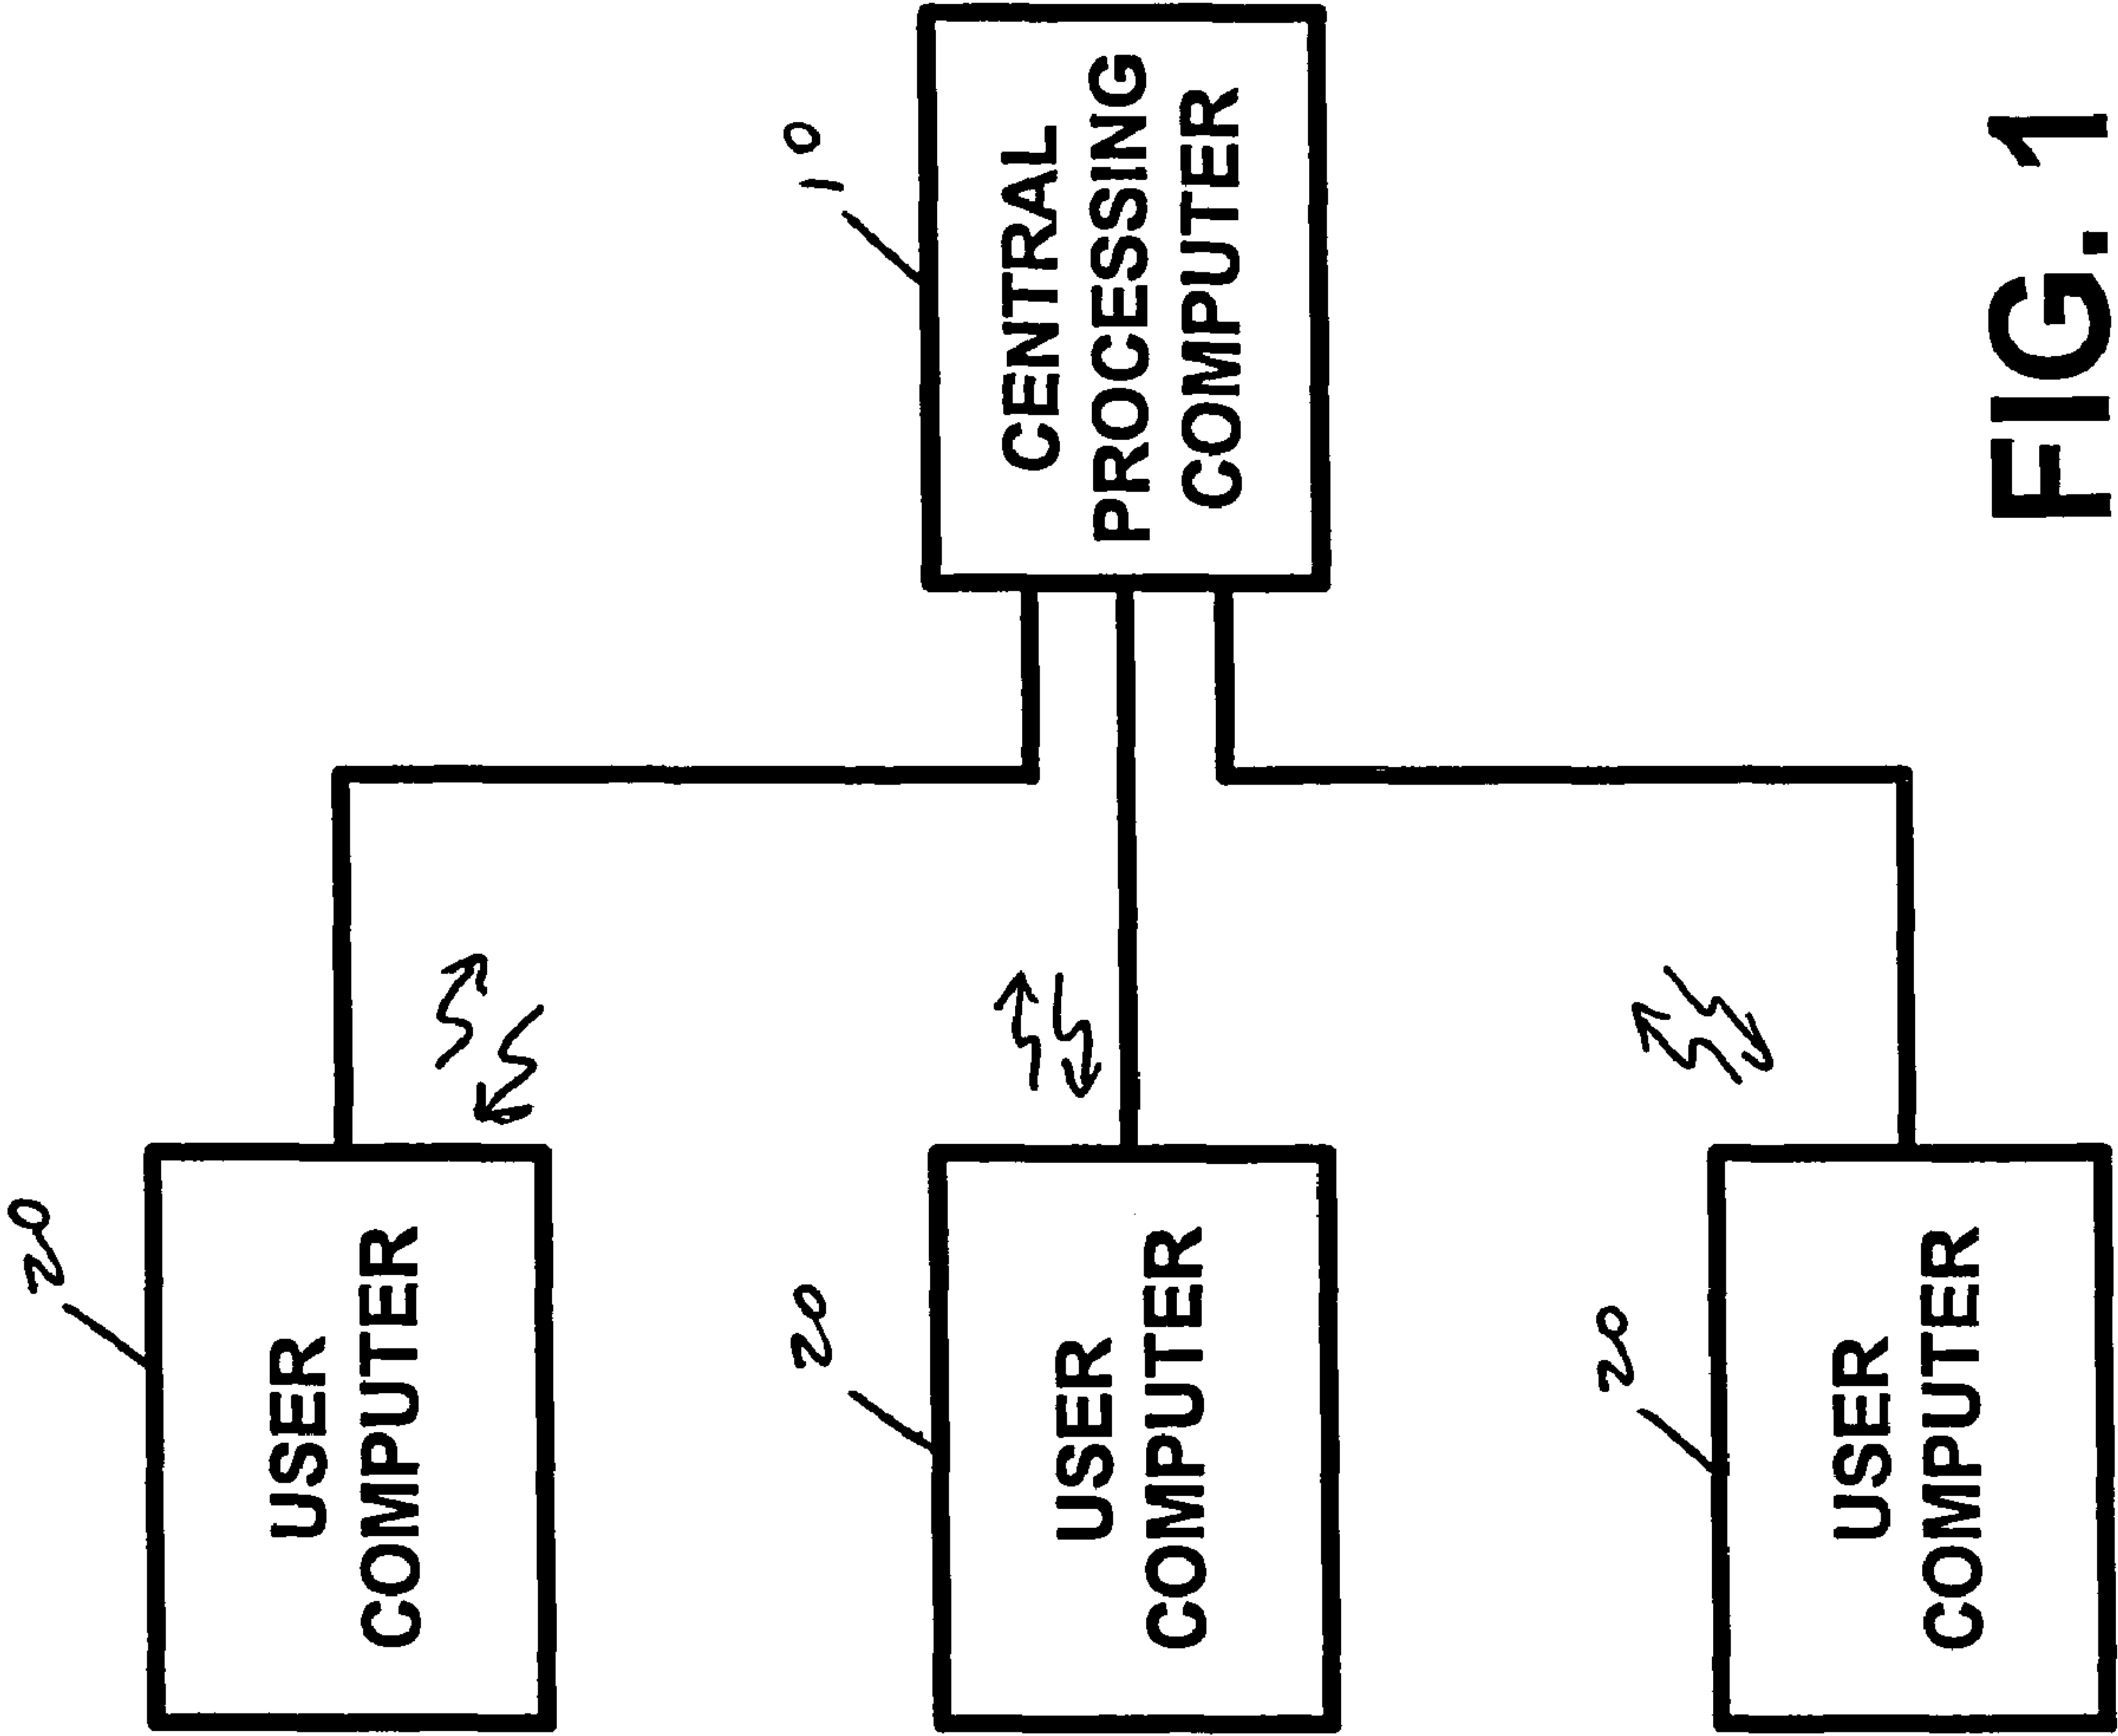 20
USER
COMPUTER
20
USER
COMPUTER
20
USER
COMPUTER
10
CENTRAL
PROCESSING
COMPUTER
FIG. 1